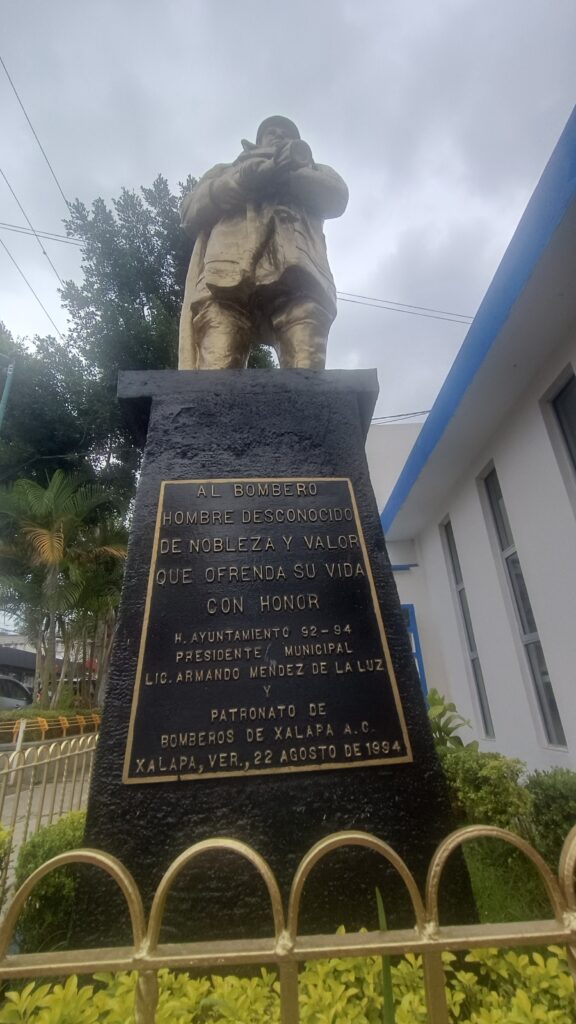 AL BOMBERO
HOMBRE DESCONOCIDO
DE NOBLEZA Y VALOR
QUE OFRENDA SU VIDA
CON HONOR
H. AYUNTAMIENTO 92-94
PRESIDENTE MUNICIPAL
LIC. ARMANDO MENDEZ DE LA LUZ
Y
PATRONATO DE
BOMBEROS DE XALAPA A.C.
XALAPA, VER., 22 AGOSTO DE 1994